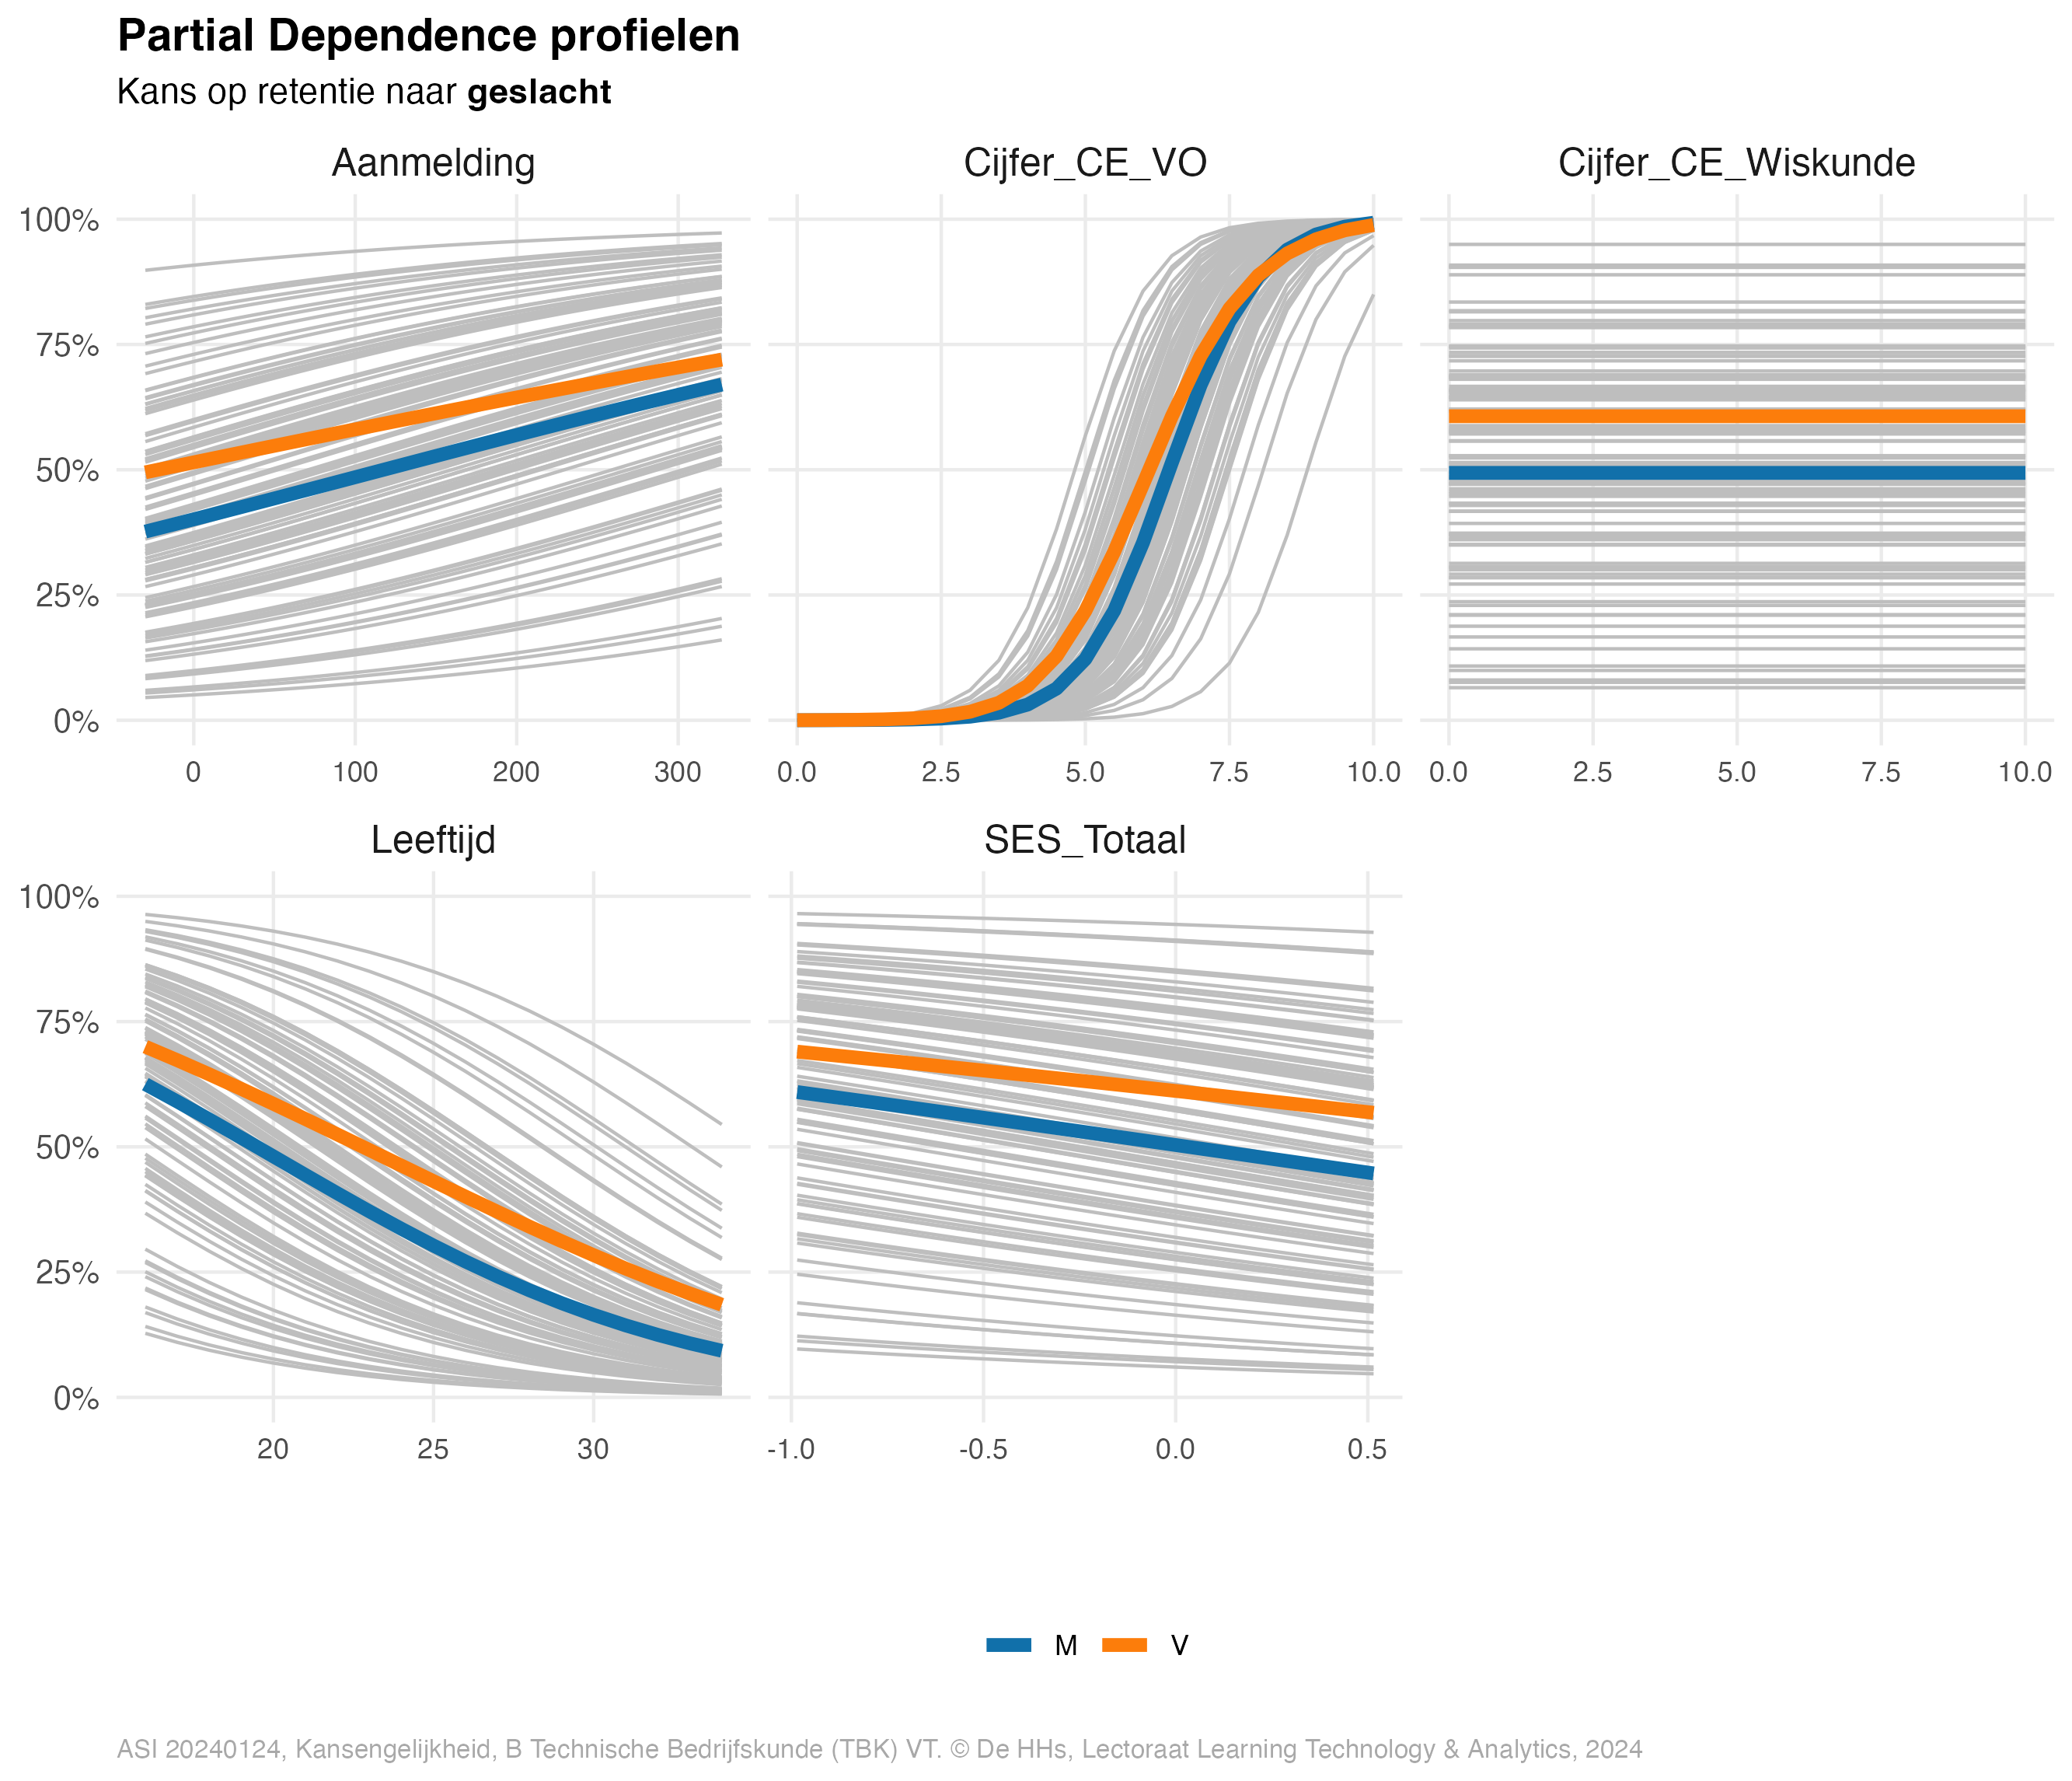 Partial Dependence profielen
Kans op retentie naar geslacht
Aanmelding
Cijfer_CE_VO
Cijfer_CE_Wiskunde
100%
75%
50%
25%
0%
0 100 200 300
0.0 2.5 5.0 7.5 10.0
0.0 2.5 5.0 7.5 10.0
Leeftijd
SES_Totaal
100%
75%
50%
25%
0%
20 25 30
-1.0 -0.5 0.0 0.5
M V
ASI 20240124, Kansengelijkheid, B Technische Bedrijfskunde (TBK) VT. © De HHs, Lectoraat Learning Technology & Analytics, 2024